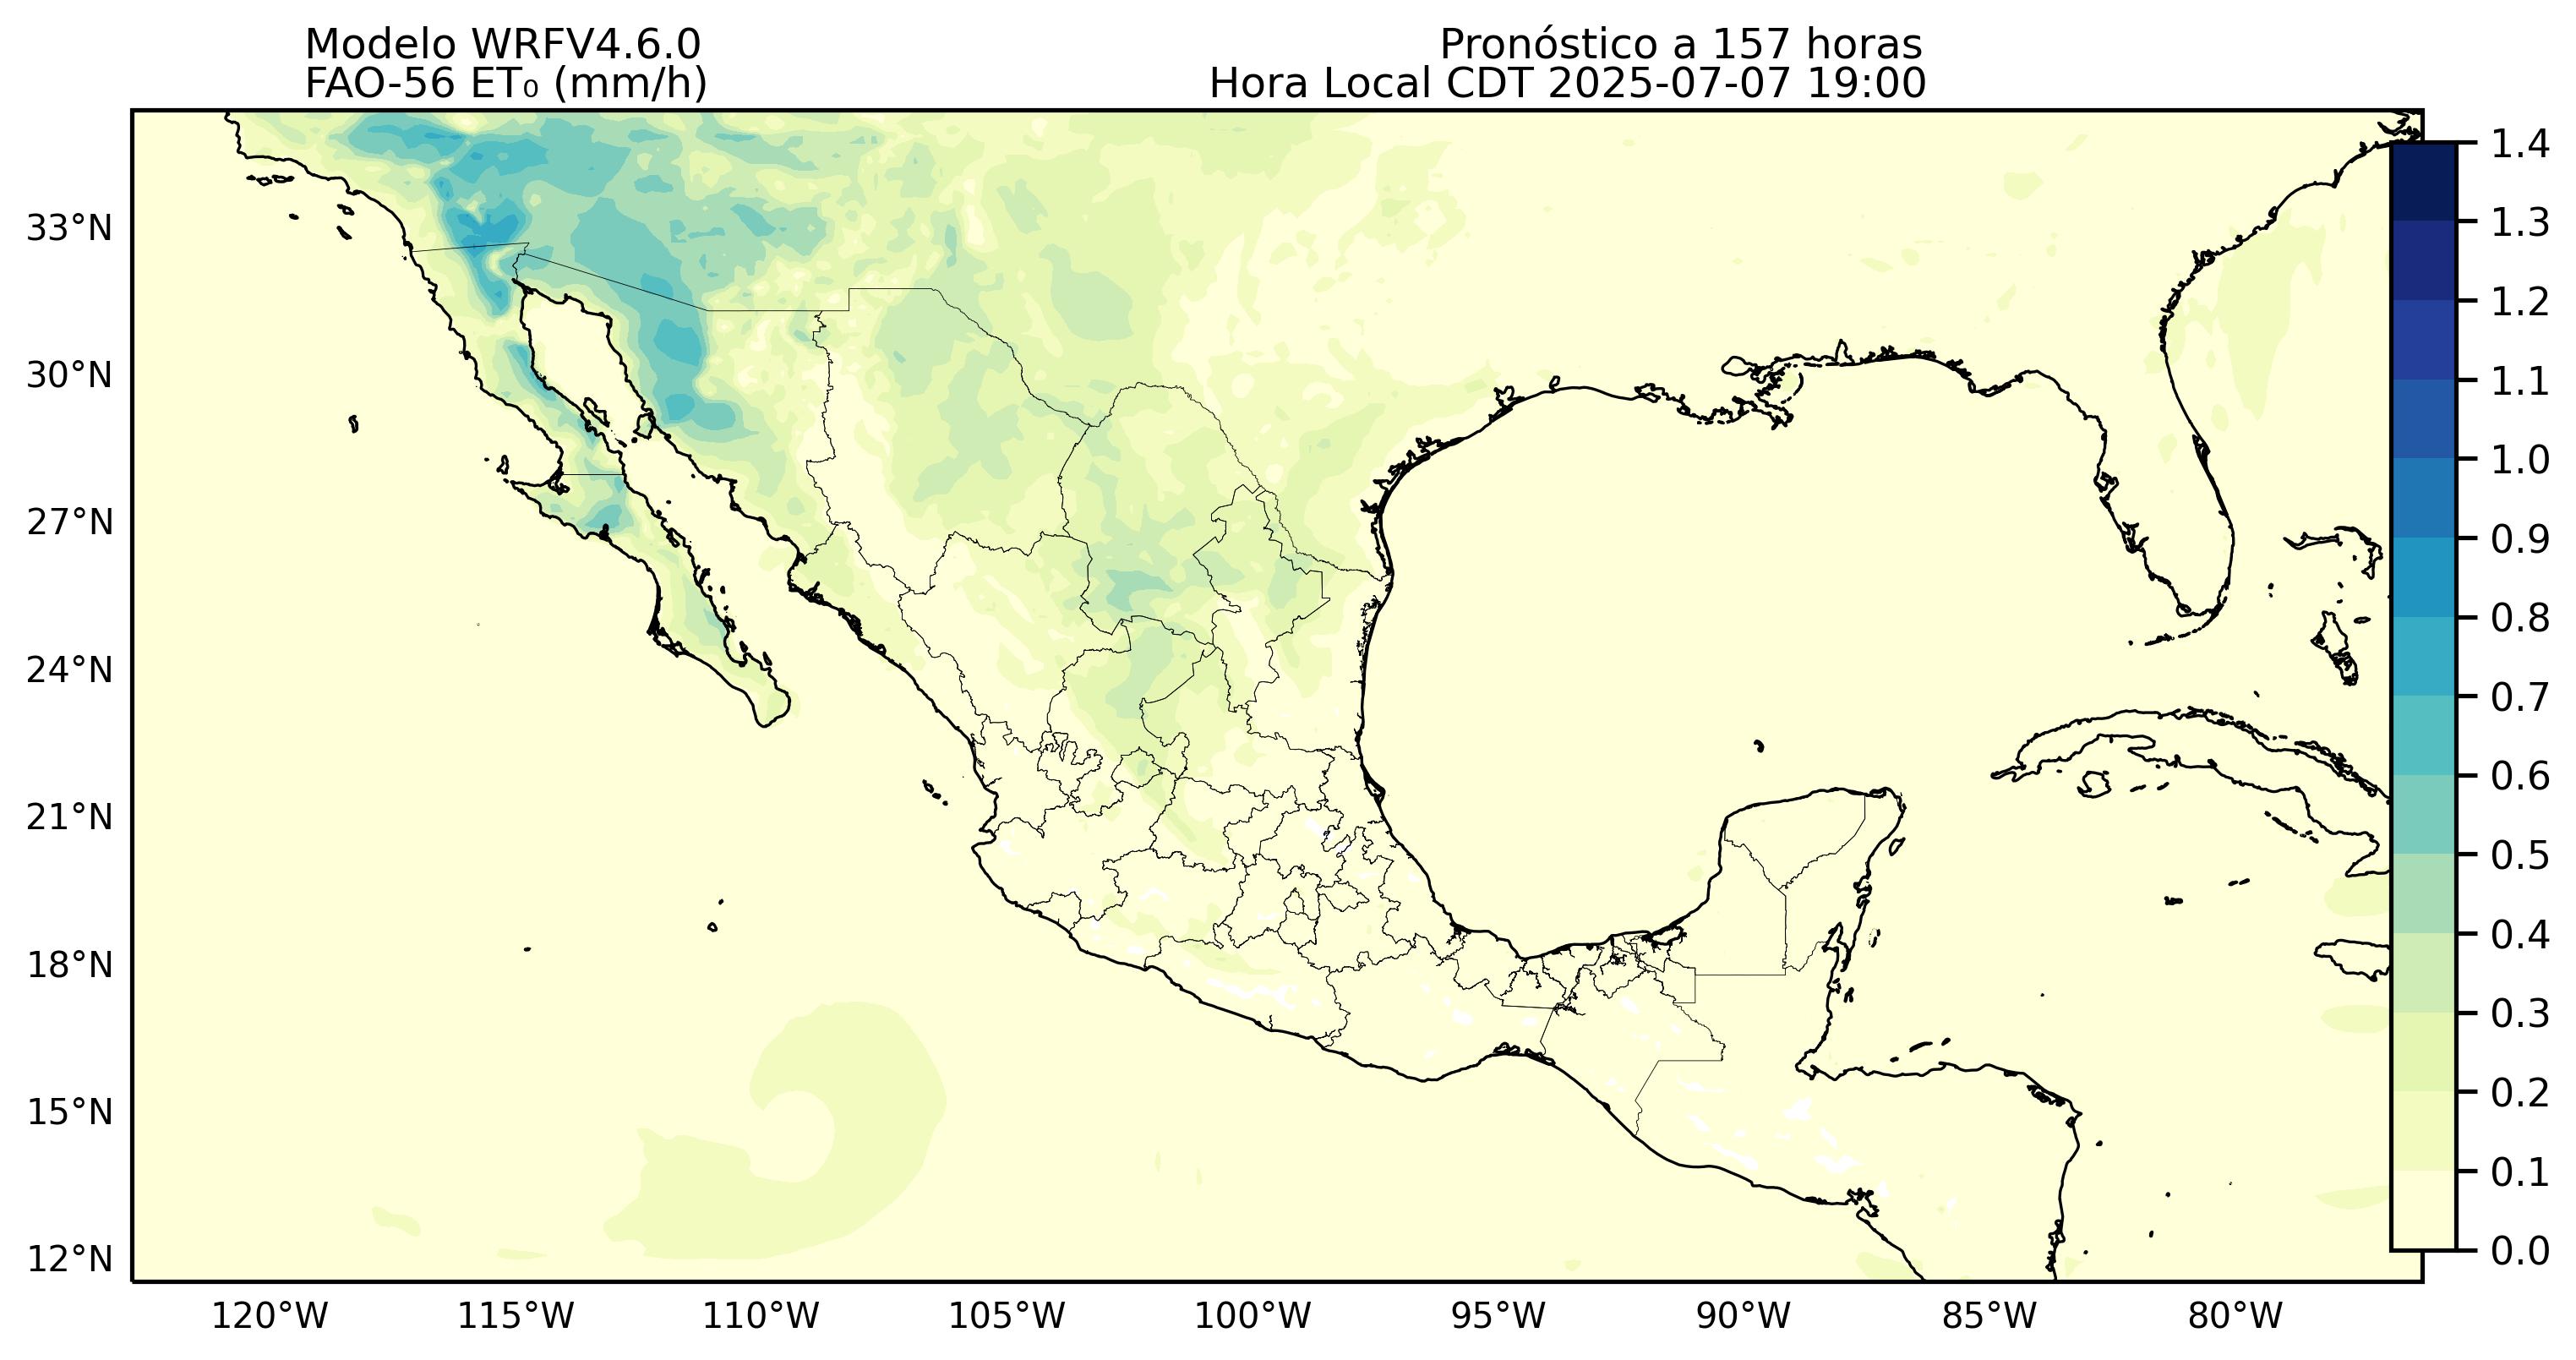 Modelo WRFV4.6.0
FAO-56 ET₀ (mm/h)
Pronóstico a 157 horas
Hora Local CDT 2025-07-07 19:00
33°N
30°N
27°N
24°N
21°N
18°N
15°N
12°N
120°W
115°W
110°W
105°W
100°W
95°W
90°W
85°W
80°W
1.4
1.3
1.2
1.1
1.0
0.9
0.8
0.7
0.6
0.5
0.4
0.3
0.2
0.1
0.0